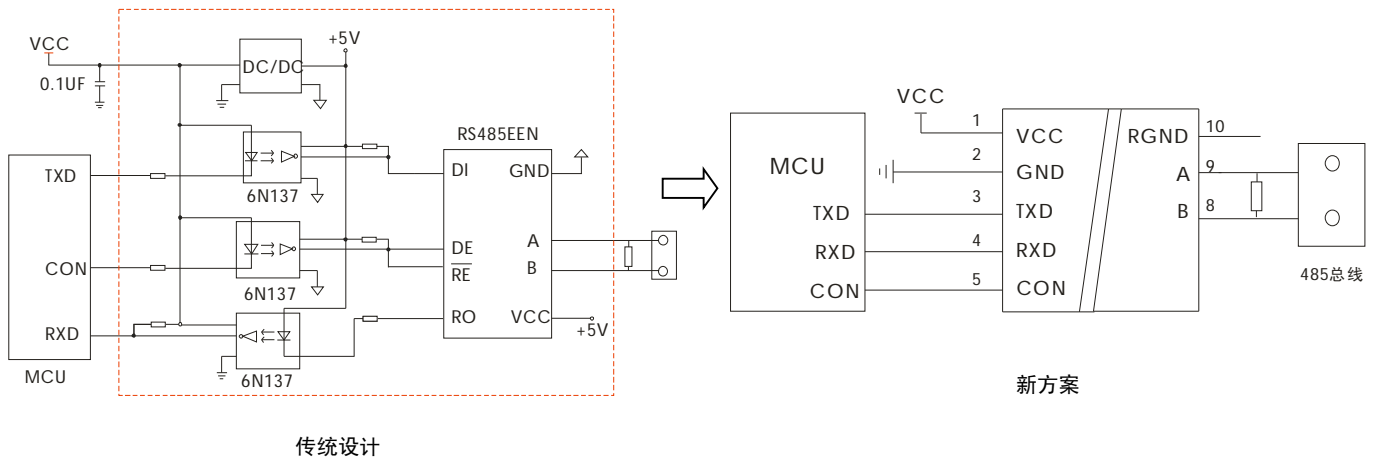 VCC
0.1UF
DC/DC
+5V
RS485EEN
TXD
CON
RXD
MCU
6N137
6N137
6N137
DI
GND
DE
A
RE
B
RO
VCC
+5V
传统设计
MCU
TXD
RXD
CON
VCC
1
2
3
4
5
VCC
GND
TXD
RXD
CON
RGND
A
B
10
9
8
485总线
新方案